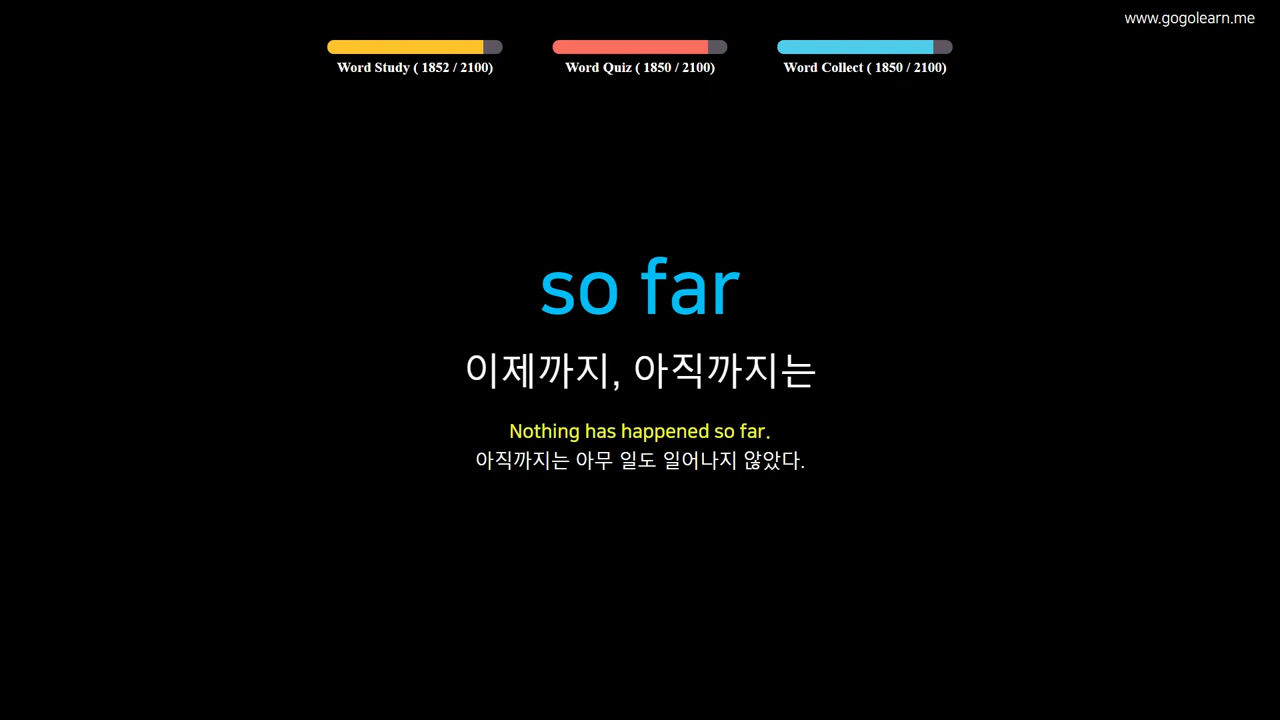 www.gogolearn.me
Word Study ( 1852 / 2100)
Word Quiz ( 1850 / 2100)
Word Collect ( 1850 / 2100)
so far
이제까지, 아직까지는
Nothing has happened so far.
아직까지는 아무 일도 일어나지 않았다.